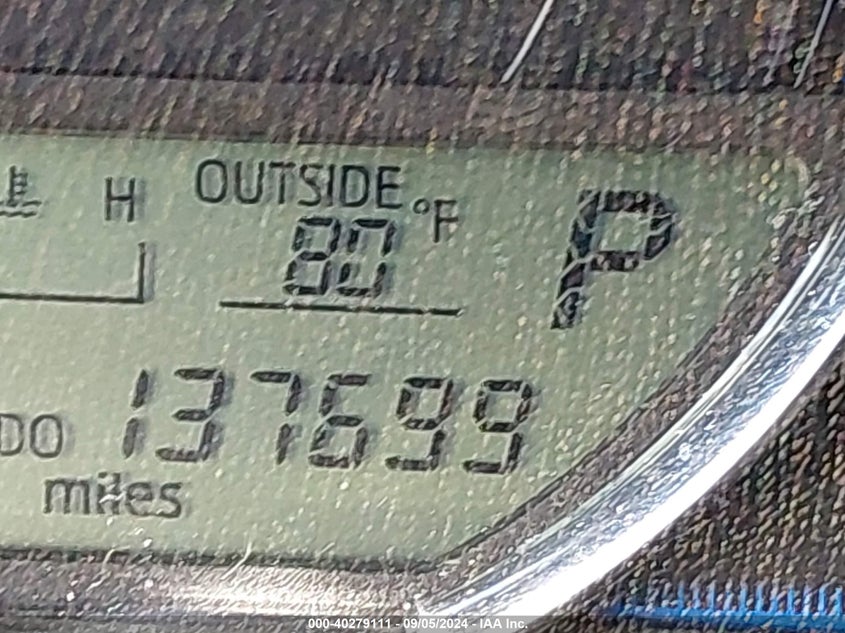 H OUTSIDE
80 °F P
DO 137699
miles
000-40279111 - 09/05/2024 - IAA Inc.